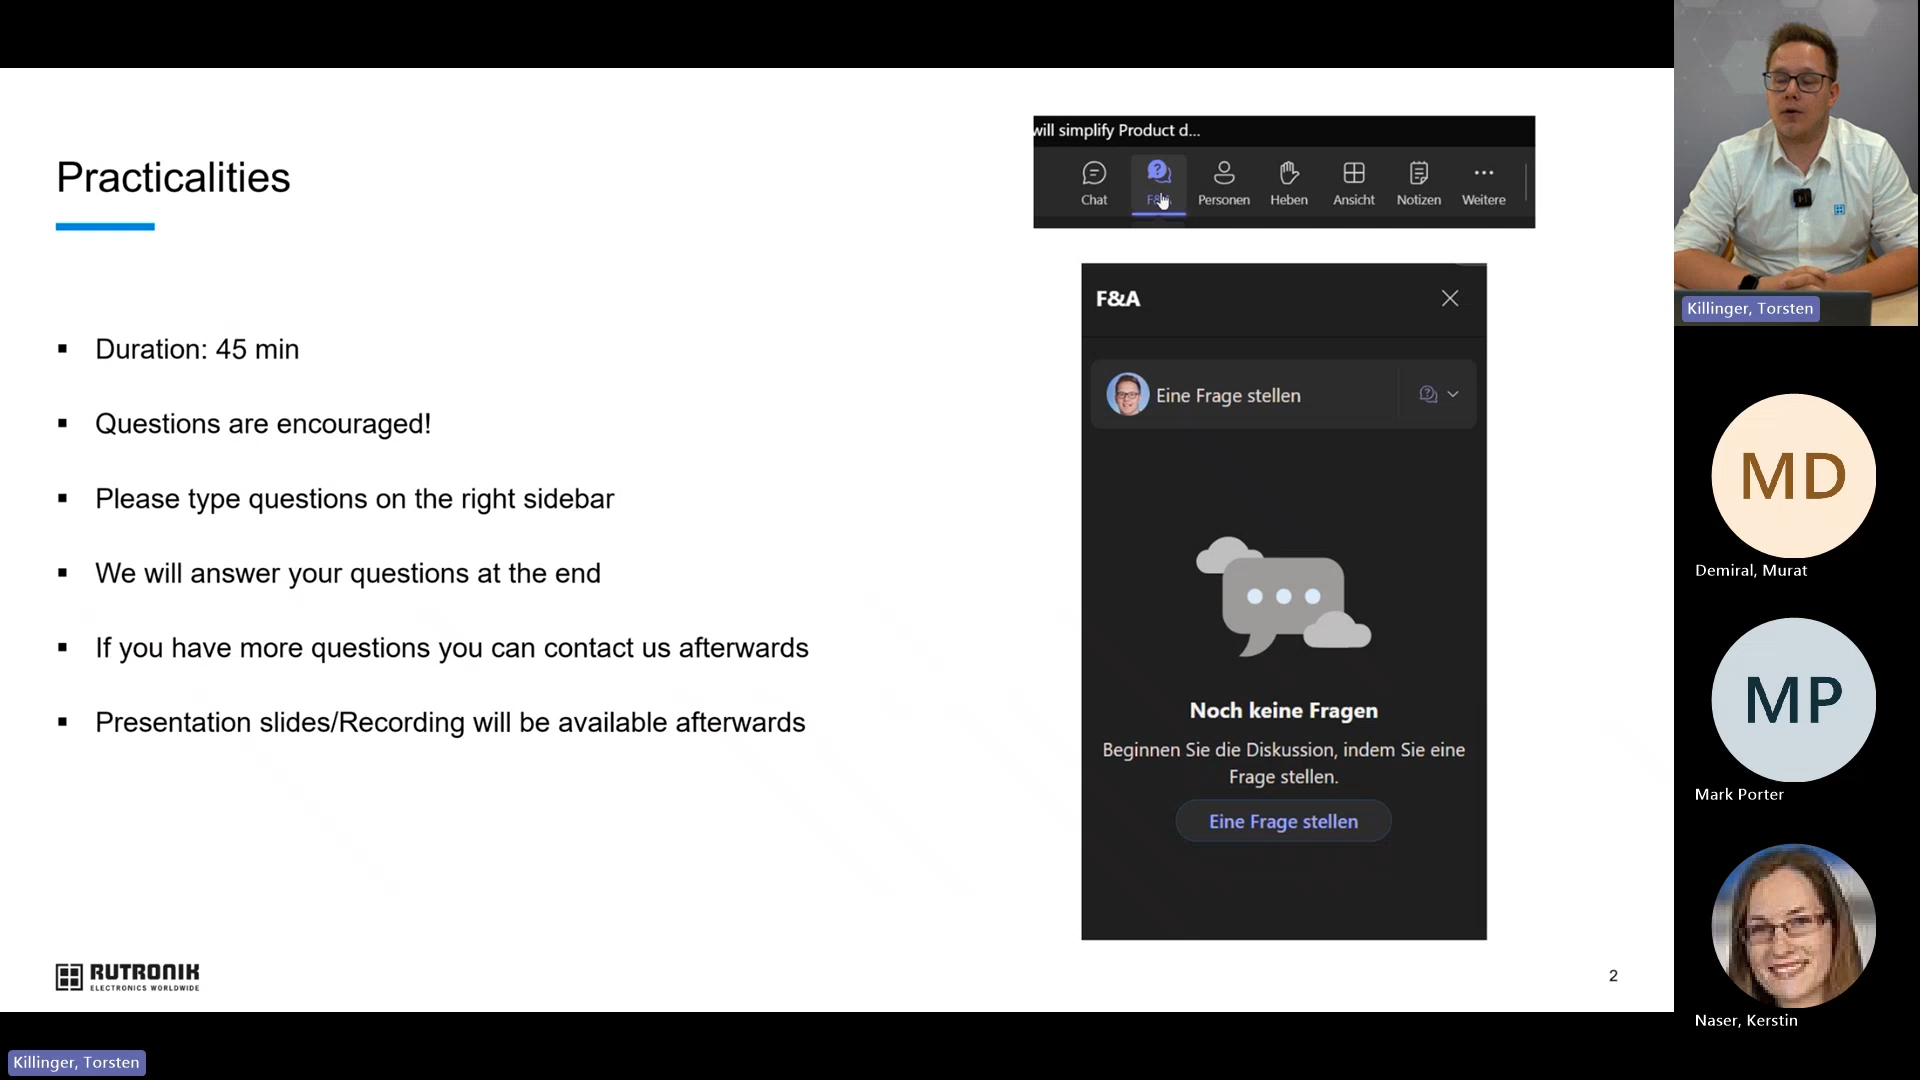 Practicalities
▪ Duration: 45 min
▪ Questions are encouraged!
▪ Please type questions on the right sidebar
▪ We will answer your questions at the end
▪ If you have more questions you can contact us afterwards
▪ Presentation slides/Recording will be available afterwards
RUTRONIK
ELECTRONICS WORLDWIDE
will simplify Product d...
Chat
Personen
Heben
Ansicht
Notizen
Weitere
F&A
Eine Frage stellen
Noch keine Fragen
Beginnen Sie die Diskussion, indem Sie eine
Frage stellen.
Eine Frage stellen
2
Killinger, Torsten
MD
Demiral, Murat
MP
Mark Porter
Naser, Kerstin
Killinger, Torsten